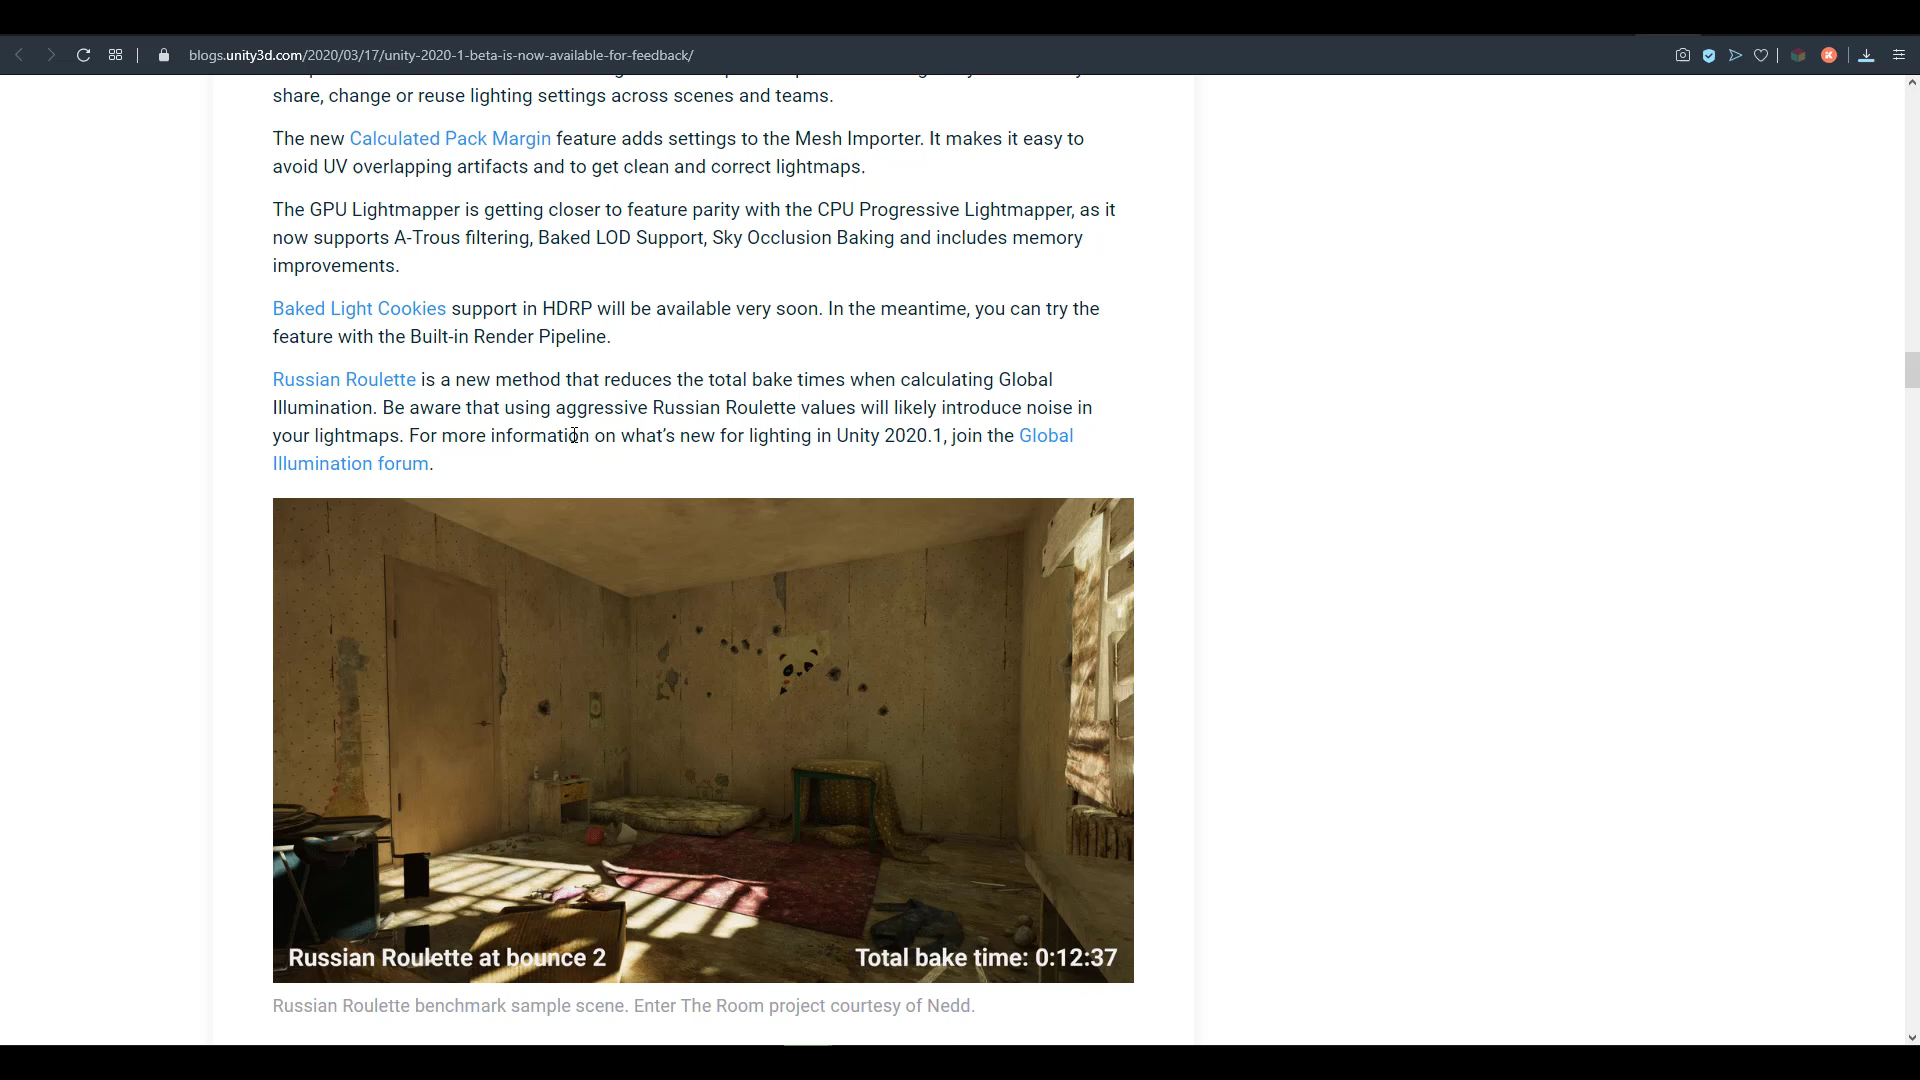 blogs.unity3d.com/2020/03/17/unity-2020-1-beta-is-now-available-for-feedback/
share, change or reuse lighting settings across scenes and teams.
The new Calculated Pack Margin feature adds settings to the Mesh Importer. It makes it easy to
avoid UV overlapping artifacts and to get clean and correct lightmaps.
The GPU Lightmapper is getting closer to feature parity with the CPU Progressive Lightmapper, as it
now supports A-Trous filtering, Baked LOD Support, Sky Occlusion Baking and includes memory
improvements.
Baked Light Cookies support in HDRP will be available very soon. In the meantime, you can try the
feature with the Built-in Render Pipeline.
Russian Roulette is a new method that reduces the total bake times when calculating Global
Illumination. Be aware that using aggressive Russian Roulette values will likely introduce noise in
your lightmaps. For more information on what’s new for lighting in Unity 2020.1, join the Global
Illumination forum.
Russian Roulette at bounce 2
Total bake time: 0:12:37
Russian Roulette benchmark sample scene. Enter The Room project courtesy of Nedd.